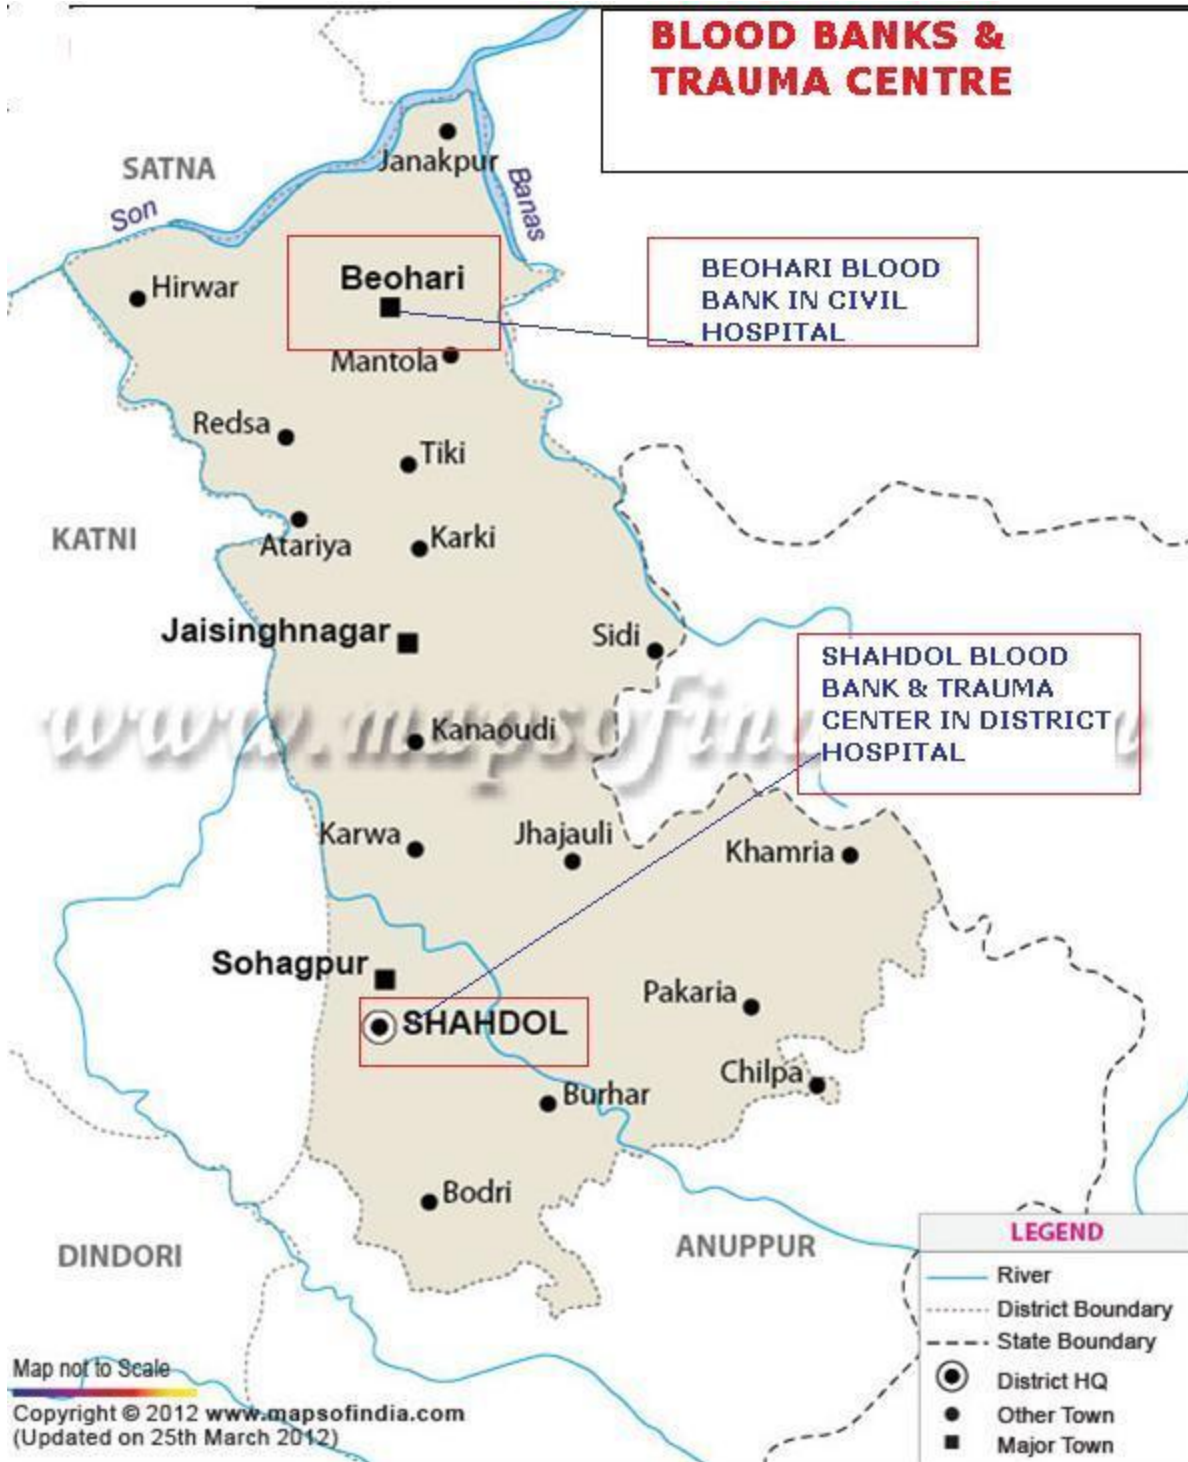 BLOOD BANKS &
TRAUMA CENTRE
Janakpur
SATNA
Son
Banas
Hirwar
Beohari
BEOHARI BLOOD
BANK IN CIVIL
HOSPITAL
Mantola
Redsa
Tiki
KATNI
Atariya
Karki
Jaisinghnagar
Sidi
SHAHDOL BLOOD
BANK & TRAUMA
CENTER IN DISTRICT
HOSPITAL
www.mapsofin
m
Kanaoudi
Karwa
Jhajauli
Khamria
Sohagpur
Pakaria
SHAHDOL
Chilpa
Burhar
Bodri
DINDORI
ANUPPUR
LEGEND
River
District Boundary
State Boundary
District HQ
Other Town
Major Town
Map not to Scale
Copyright © 2012 www.mapsofindia.com
(Updated on 25th March 2012)